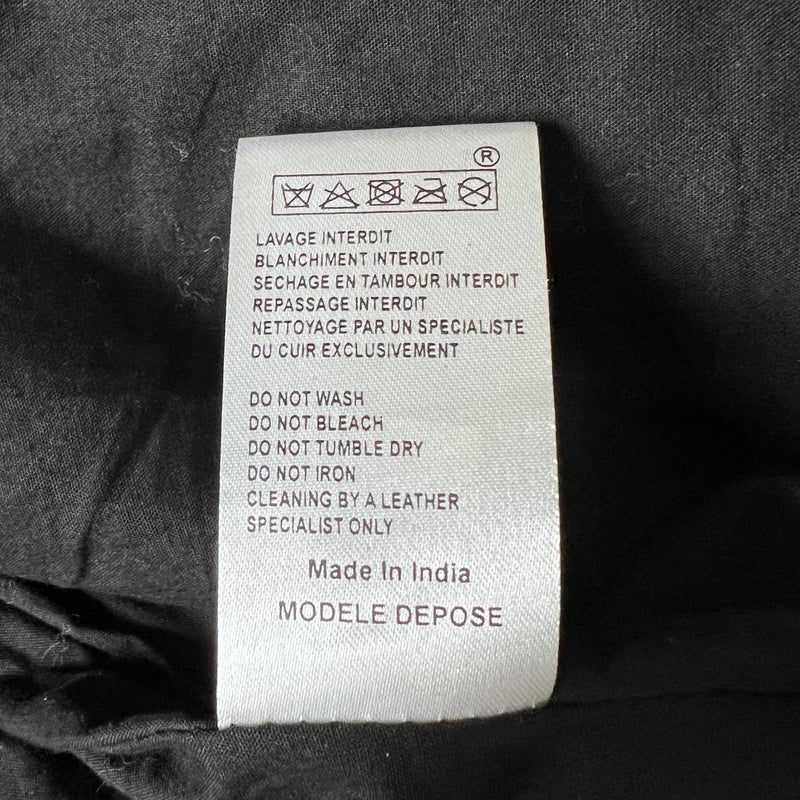 ®
LAVAGE INTERDIT
BLANCHIMENT INTERDIT
SECHAGE EN TAMBOUR INTERDIT
REPASSAGE INTERDIT
NETTOYAGE PAR UN SPECIALISTE
DU CUIR EXCLUSIVEMENT
DO NOT WASH
DO NOT BLEACH
DO NOT TUMBLE DRY
DO NOT IRON
CLEANING BY A LEATHER
SPECIALIST ONLY
Made In India
MODELE DEPOSE